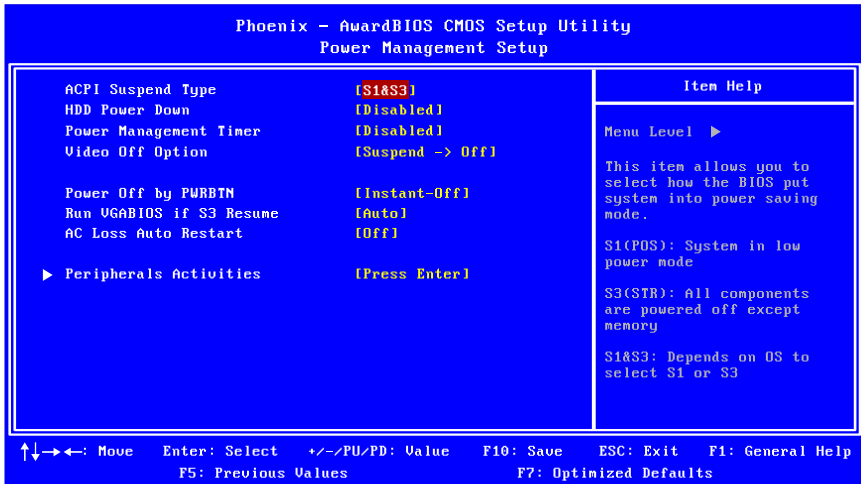 Phoenix – AwardBIOS CMOS Setup Utility
Power Management Setup
ACPI Suspend Type [S1&S3]
HDD Power Down [Disabled]
Power Management Timer [Disabled]
Video Off Option [Suspend -> Off]
Power Off by PWRBTN [Instant-Off]
Run VGABIOS if S3 Resume [Auto]
AC Loss Auto Restart [Off]
▶ Peripherals Activities [Press Enter]
Item Help
Menu Level ▶
This item allows you to
select how the BIOS put
system into power saving
mode.
S1(POS): System in low
power mode
S3(STR): All components
are powered off except
memory
S1&S3: Depends on OS to
select S1 or S3
↑↓→←: Move Enter: Select +/-/PU/PD: Value F10: Save ESC: Exit F1: General Help
F5: Previous Values F7: Optimized Defaults